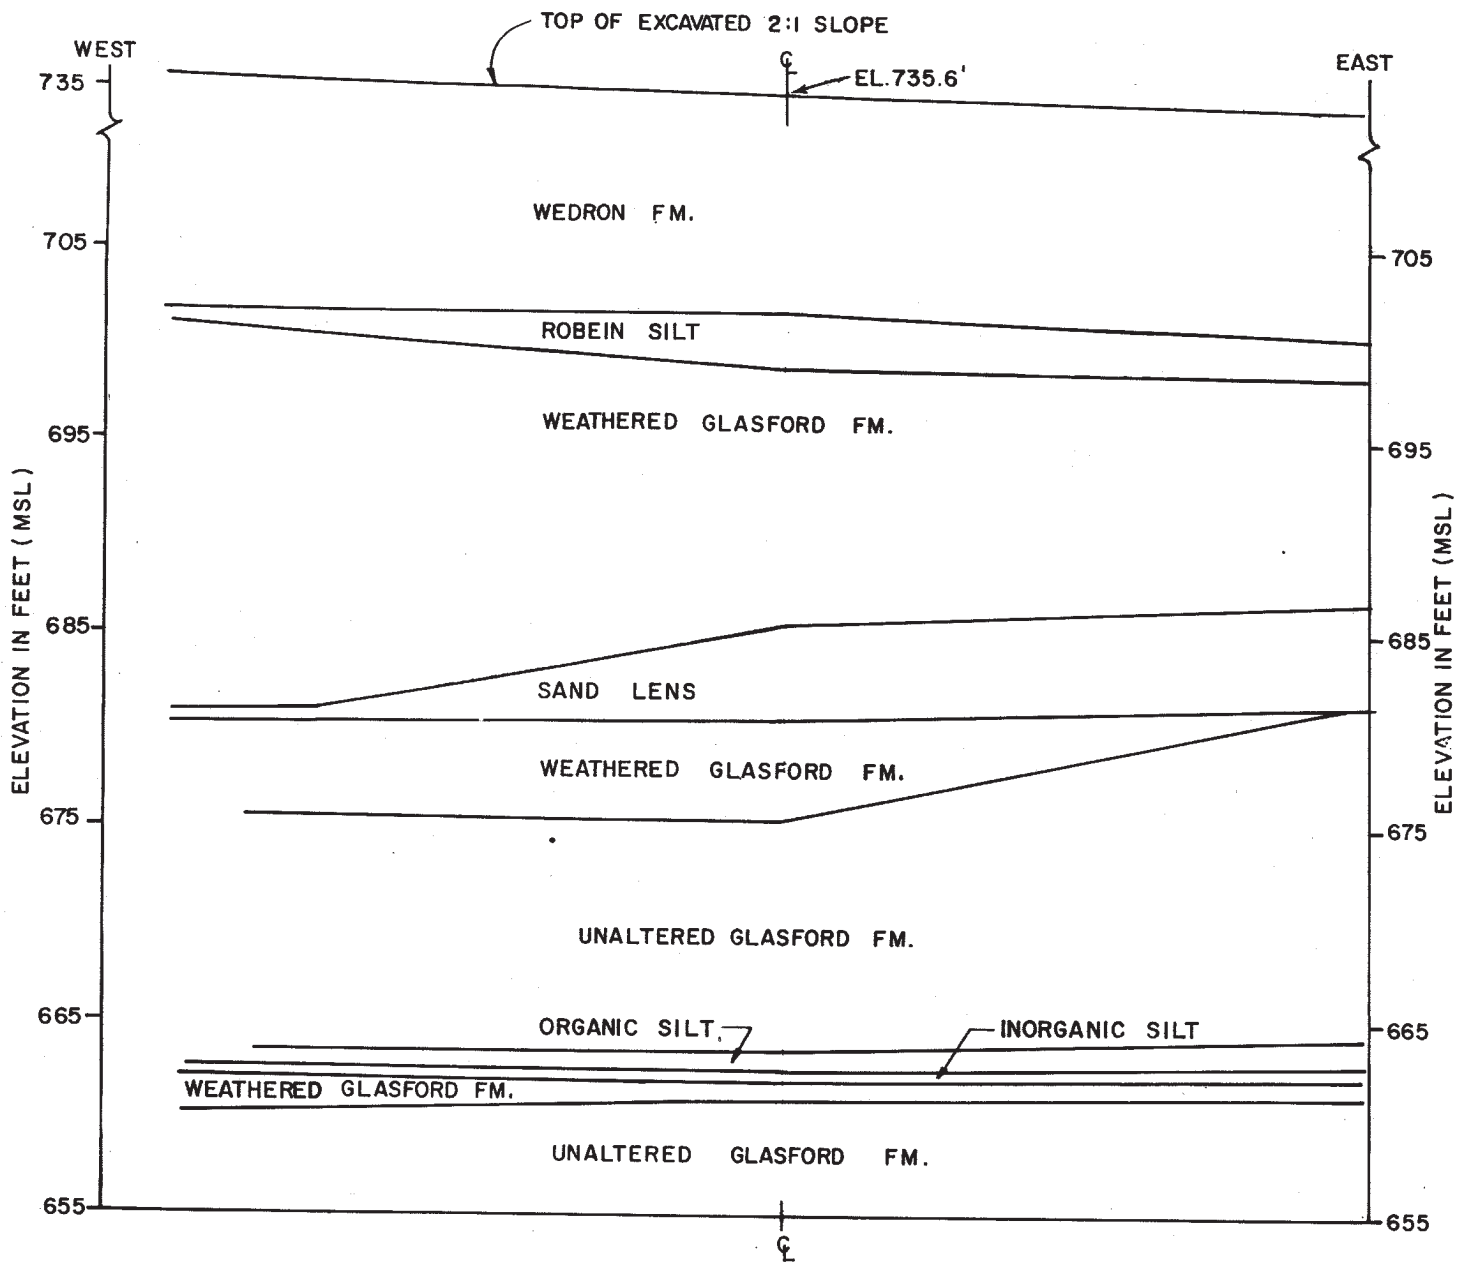 TOP OF EXCAVATED 2:1 SLOPE
WEST
EAST
735
℄
EL.735.6'
WEDRON FM.
705
705
ROBEIN SILT
WEATHERED GLASFORD FM.
695
695
ELEVATION IN FEET (MSL)
ELEVATION IN FEET (MSL)
685
685
SAND LENS
WEATHERED GLASFORD FM.
675
675
UNALTERED GLASFORD FM.
665
665
ORGANIC SILT
INORGANIC SILT
WEATHERED GLASFORD FM.
UNALTERED GLASFORD FM.
655
655
℄